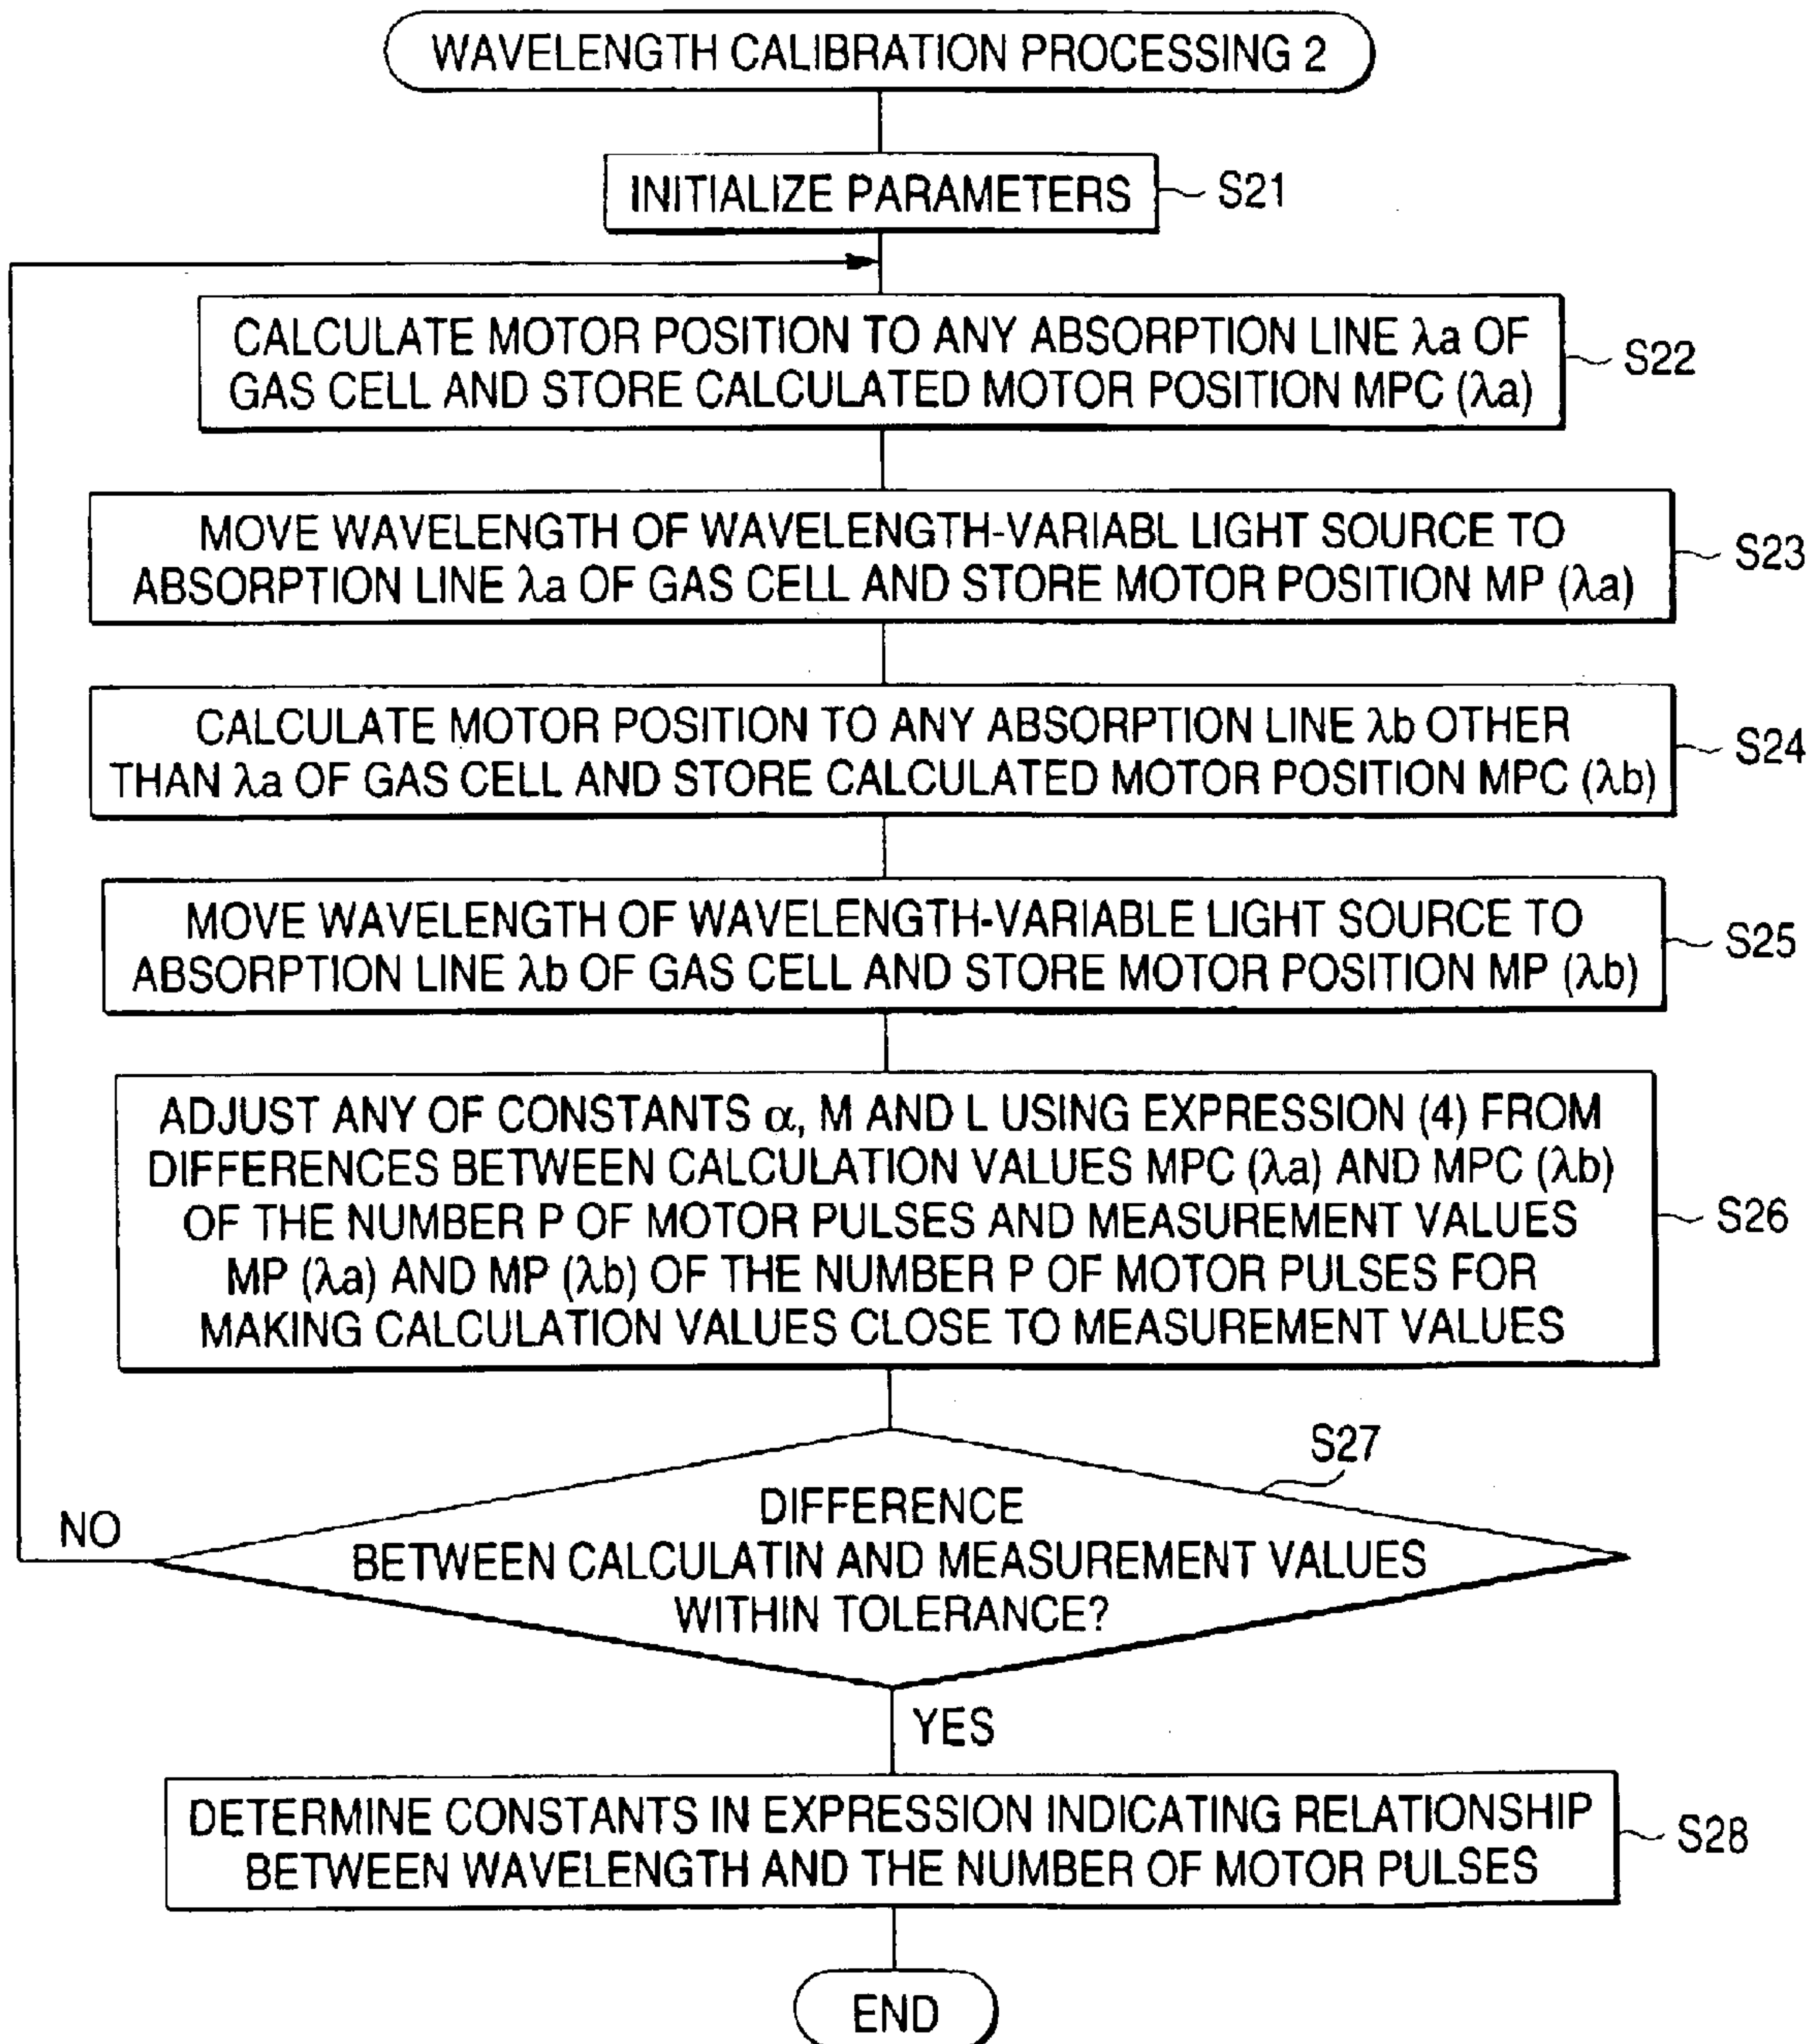 WAVELENGTH CALIBRATION PROCESSING 2
INITIALIZE PARAMETERS
S21
CALCULATE MOTOR POSITION TO ANY ABSORPTION LINE λa OF
GAS CELL AND STORE CALCULATED MOTOR POSITION MPC (λa)
S22
MOVE WAVELENGTH OF WAVELENGTH-VARIABL LIGHT SOURCE TO
ABSORPTION LINE λa OF GAS CELL AND STORE MOTOR POSITION MP (λa)
S23
CALCULATE MOTOR POSITION TO ANY ABSORPTION LINE λb OTHER
THAN λa OF GAS CELL AND STORE CALCULATED MOTOR POSITION MPC (λb)
S24
MOVE WAVELENGTH OF WAVELENGTH-VARIABLE LIGHT SOURCE TO
ABSORPTION LINE λb OF GAS CELL AND STORE MOTOR POSITION MP (λb)
S25
ADJUST ANY OF CONSTANTS α, M AND L USING EXPRESSION (4) FROM
DIFFERENCES BETWEEN CALCULATION VALUES MPC (λa) AND MPC (λb)
OF THE NUMBER P OF MOTOR PULSES AND MEASUREMENT VALUES
MP (λa) AND MP (λb) OF THE NUMBER P OF MOTOR PULSES FOR
MAKING CALCULATION VALUES CLOSE TO MEASUREMENT VALUES
S26
S27
DIFFERENCE
BETWEEN CALCULATIN AND MEASUREMENT VALUES
WITHIN TOLERANCE?
NO
YES
DETERMINE CONSTANTS IN EXPRESSION INDICATING RELATIONSHIP
BETWEEN WAVELENGTH AND THE NUMBER OF MOTOR PULSES
S28
END